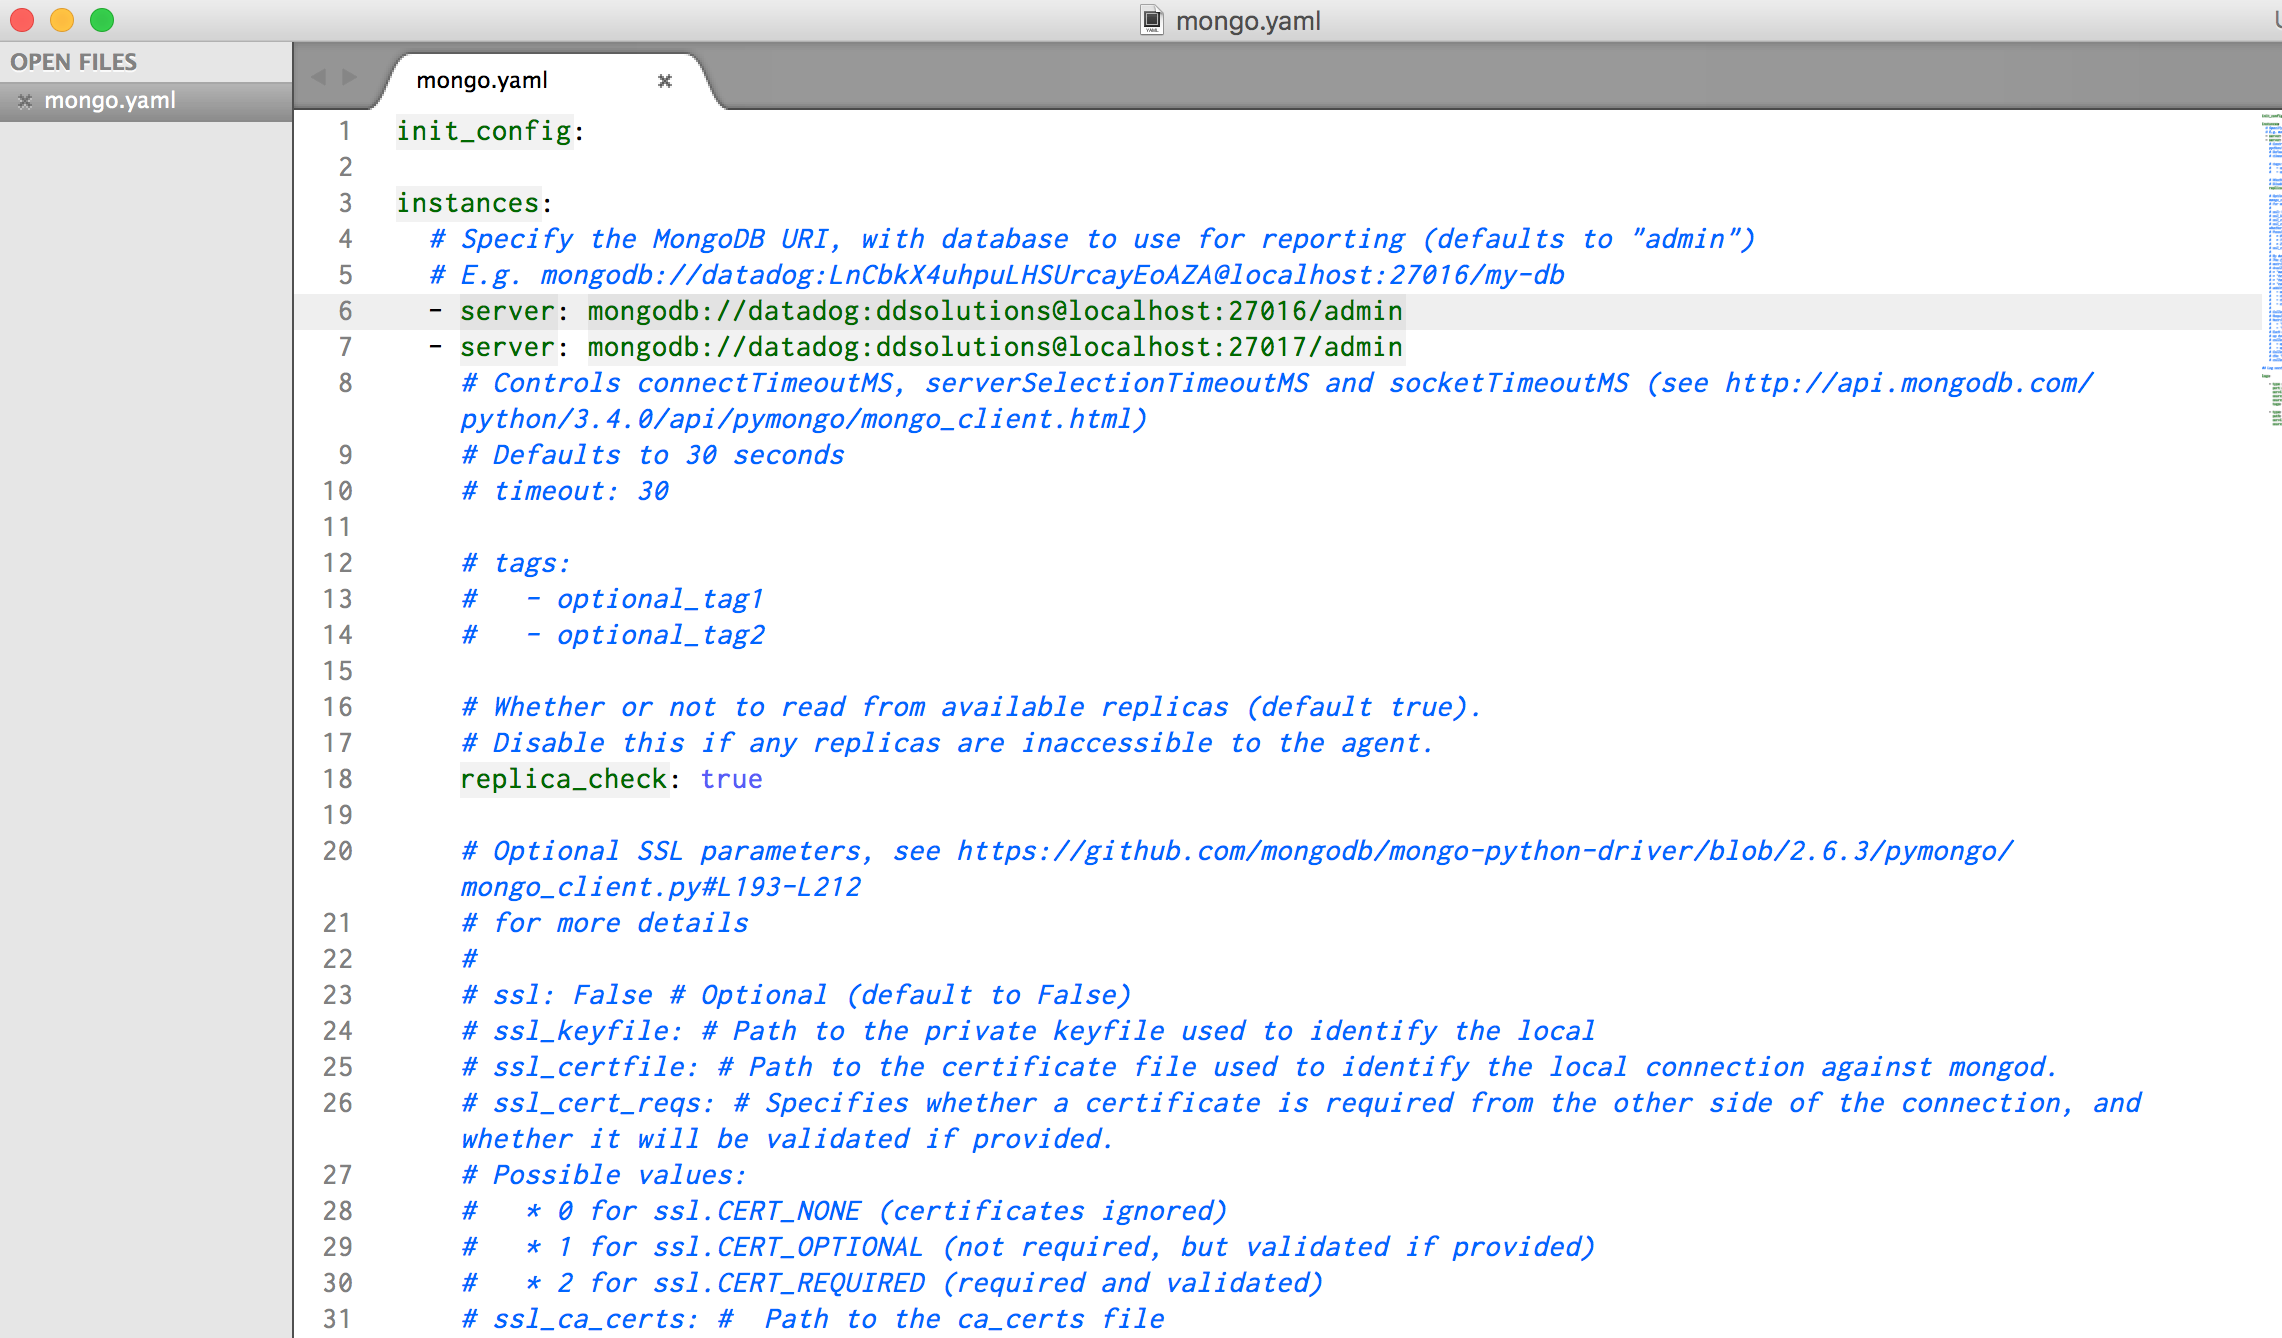 mongo.yaml
OPEN FILES
mongo.yaml
mongo.yaml
1 init_config:
2
3 instances:
4 # Specify the MongoDB URI, with database to use for reporting (defaults to "admin")
5 # E.g. mongodb://datadog:LnCbkX4uhpuLHSUrcayEoAZA@localhost:27016/my-db
6 - server: mongodb://datadog:ddsolutions@localhost:27016/admin
7 - server: mongodb://datadog:ddsolutions@localhost:27017/admin
8 # Controls connectTimeoutMS, serverSelectionTimeoutMS and socketTimeoutMS (see http://api.mongodb.com/
python/3.4.0/api/pymongo/mongo_client.html)
9 # Defaults to 30 seconds
10 # timeout: 30
11
12 # tags:
13 #   - optional_tag1
14 #   - optional_tag2
15
16 # Whether or not to read from available replicas (default true).
17 # Disable this if any replicas are inaccessible to the agent.
18 replica_check: true
19
20 # Optional SSL parameters, see https://github.com/mongodb/mongo-python-driver/blob/2.6.3/pymongo/
mongo_client.py#L193-L212
21 # for more details
22 #
23 # ssl: False # Optional (default to False)
24 # ssl_keyfile: # Path to the private keyfile used to identify the local
25 # ssl_certfile: # Path to the certificate file used to identify the local connection against mongod.
26 # ssl_cert_reqs: # Specifies whether a certificate is required from the other side of the connection, and
whether it will be validated if provided.
27 # Possible values:
28 #   * 0 for ssl.CERT_NONE (certificates ignored)
29 #   * 1 for ssl.CERT_OPTIONAL (not required, but validated if provided)
30 #   * 2 for ssl.CERT_REQUIRED (required and validated)
31 # ssl_ca_certs: #  Path to the ca_certs file